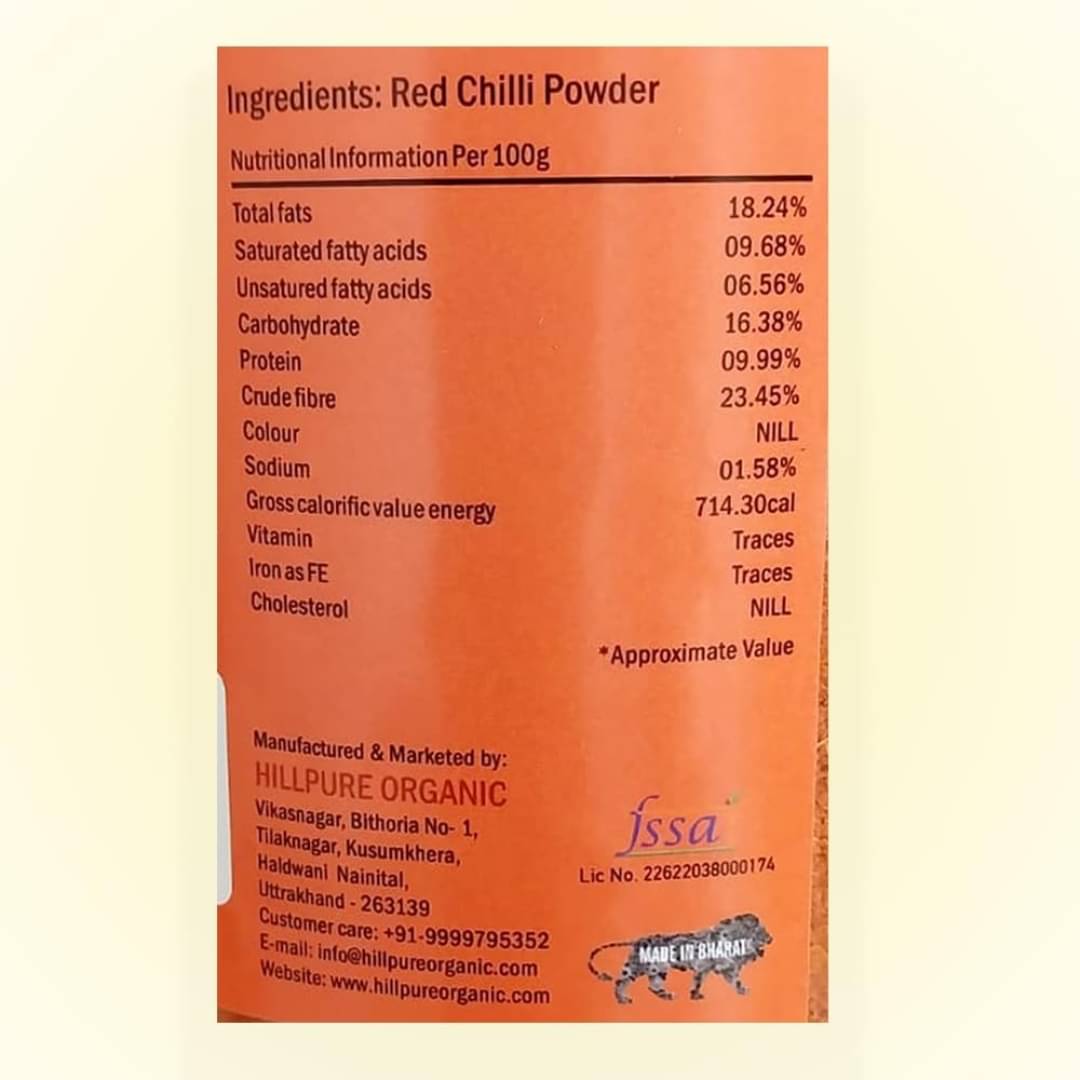 Ingredients: Red Chilli Powder
Nutritional Information Per 100g
Total fats 18.24%
Saturated fatty acids 09.68%
Unsatured fatty acids 06.56%
Carbohydrate 16.38%
Protein 09.99%
Crude fibre 23.45%
Colour NILL
Sodium 01.58%
Gross calorific value energy 714.30cal
Vitamin Traces
Iron as FE Traces
Cholesterol NILL
*Approximate Value
Manufactured & Marketed by:
HILLPURE ORGANIC
Vikasnagar, Bithoria No- 1,
Tilaknagar, Kusumkhera,
Haldwani Nainital,
Uttrakhand - 263139
Customer care: +91-9999795352
E-mail: info@hillpureorganic.com
Website: www.hillpureorganic.com
fssa
Lic No. 22622038000174
MADE IN BHARAT